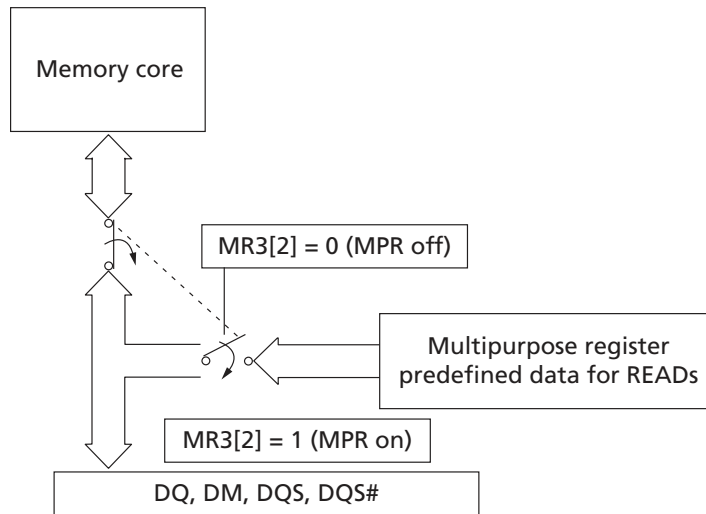 Memory core
MR3[2] = 0 (MPR off)
Multipurpose register
predefined data for READs
MR3[2] = 1 (MPR on)
DQ, DM, DQS, DQS#